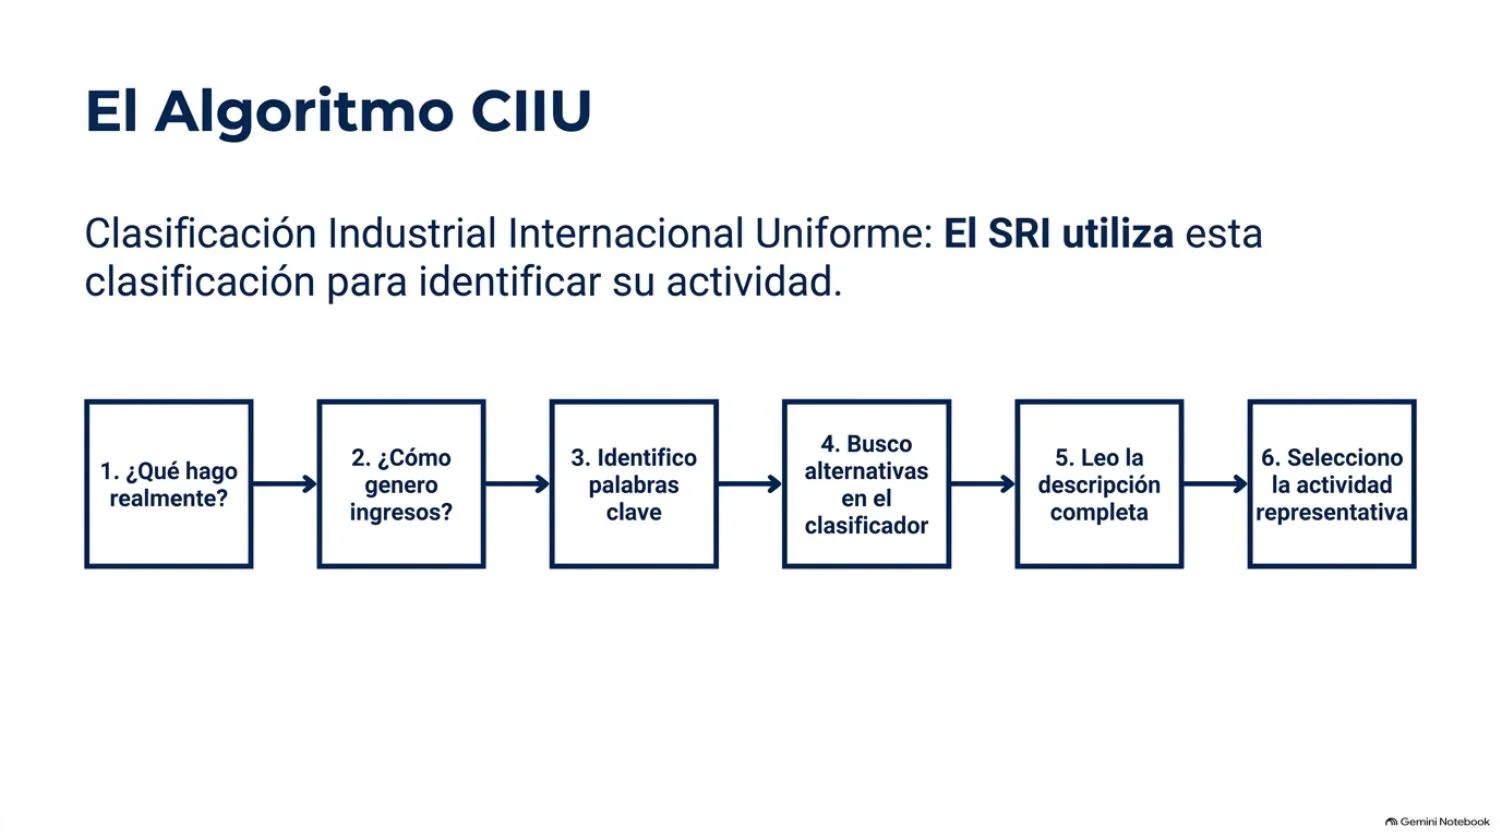 El Algoritmo CIIU
Clasificación Industrial Internacional Uniforme: El SRI utiliza esta
clasificación para identificar su actividad.
1. ¿Qué hago
realmente?
2. ¿Cómo
genero
ingresos?
3. Identifico
palabras
clave
4. Busco
alternativas
en el
clasificador
5. Leo la
descripción
completa
6. Selecciono
la actividad
representativa
Gemini Notebook